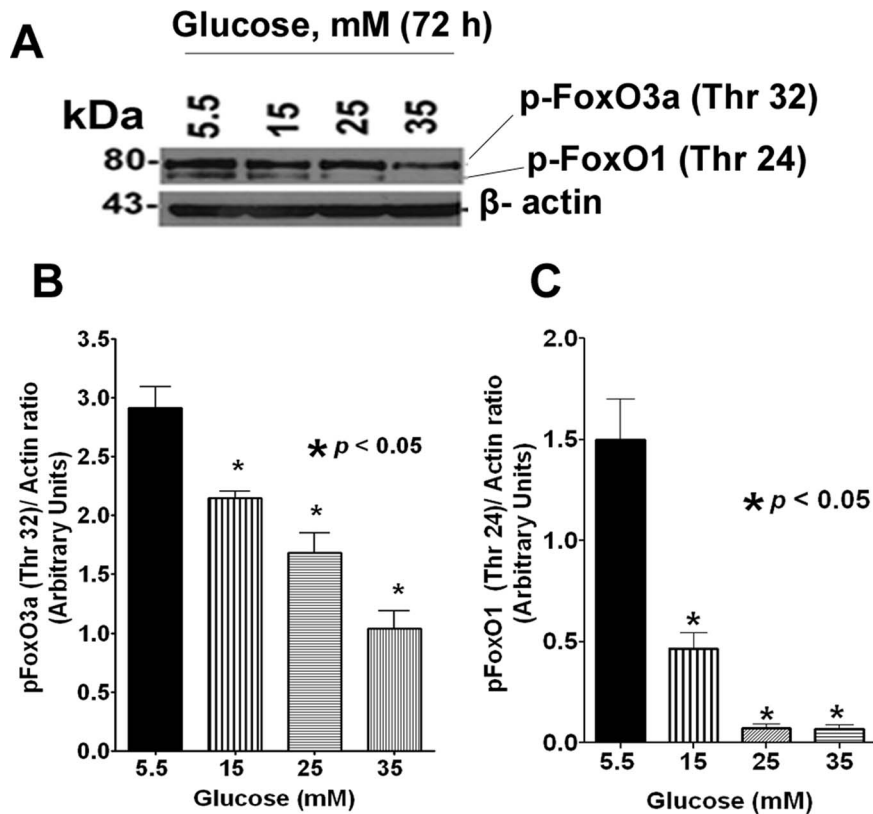 A
Glucose, mM (72 h)
kDa
5.5
15
25
35
80-
43-
p-FoxO3a (Thr 32)
p-FoxO1 (Thr 24)
β- actin
B
pFoxO3a (Thr 32)/ Actin ratio
(Arbitrary Units)
3.5
3.0
2.5
2.0
1.5
1.0
0.5
0.0
*
*
*
* p < 0.05
5.5 15 25 35
Glucose (mM)
C
pFoxO1 (Thr 24)/ Actin ratio
(Arbitrary Units)
2.0
1.5
1.0
0.5
0.0
*
*
*
* p < 0.05
5.5 15 25 35
Glucose (mM)